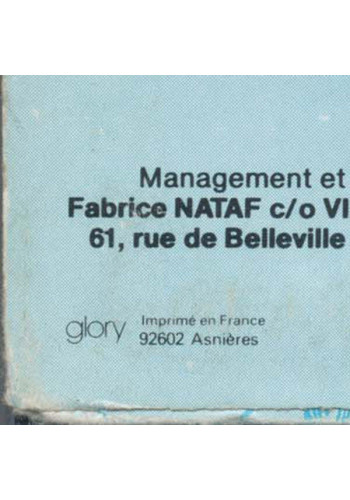 Management et
Fabrice NATAF c/o VI
61, rue de Belleville
glory
Imprimé en France
92602 Asnières